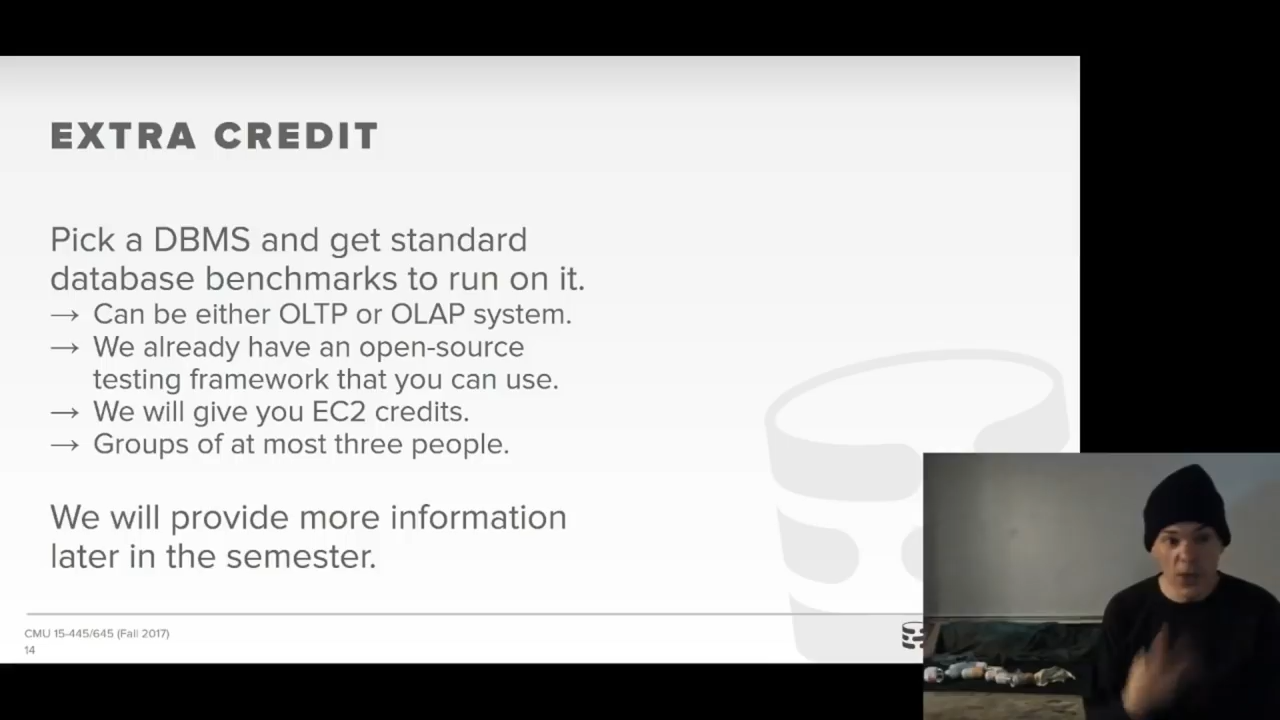 EXTRA CREDIT
Pick a DBMS and get standard
database benchmarks to run on it.
→ Can be either OLTP or OLAP system.
→ We already have an open-source
testing framework that you can use.
→ We will give you EC2 credits.
→ Groups of at most three people.
We will provide more information
later in the semester.
CMU 15-445/645 (Fall 2017)
14